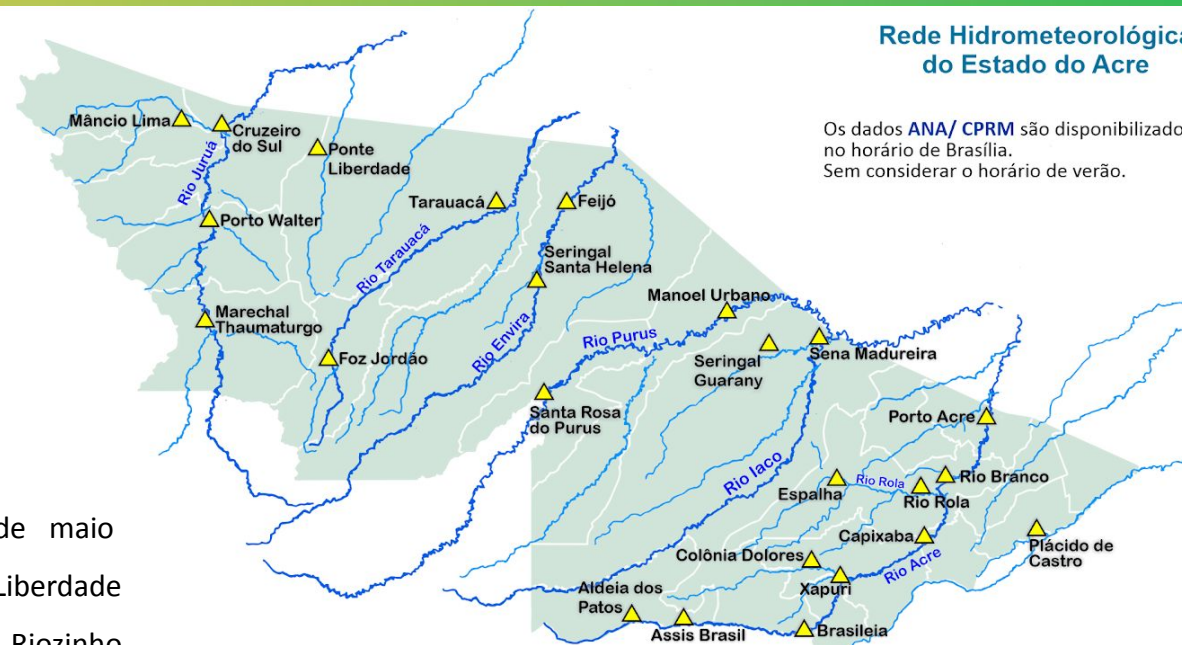 Rede Hidrometeorológica
do Estado do Acre
Os dados ANA/ CPRM são disponibilizado
no horário de Brasília.
Sem considerar o horário de verão.
Mâncio Lima
Cruzeiro
do Sul
Ponte
Liberdade
Rio Juruá
Porto Walter
Tarauacá
Feijó
Rio Tarauacá
Seringal
Santa Helena
Marechal
Thaumaturgo
Foz Jordão
Rio Envira
Manoel Urbano
Rio Purus
Seringal
Guarany
Sena Madureira
Santa Rosa
do Purus
Porto Acre
Rio Iaco
Espalha
Rio Rola
Rio Rola
Rio Branco
Capixaba
Plácido de
Castro
Colônia Dolores
Rio Acre
Xapuri
Aldeia dos
Patos
Assis Brasil
Brasileia
de maio
Liberdade
Riozinho